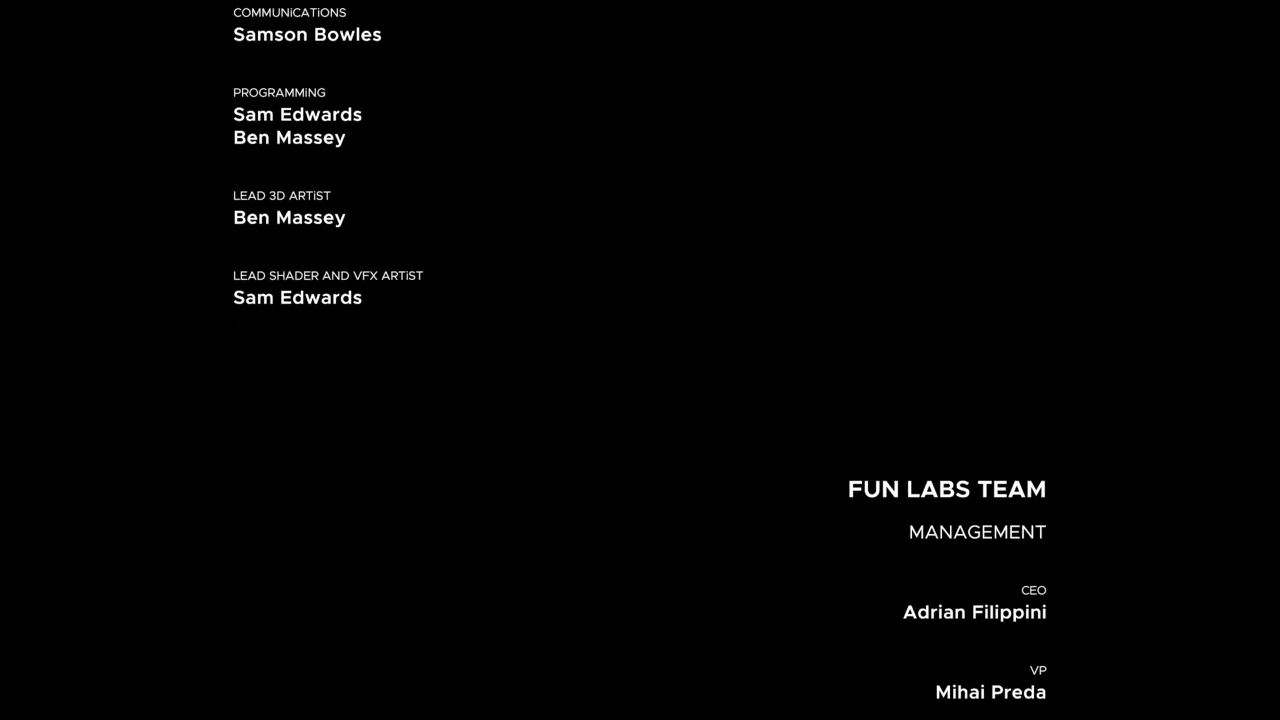 COMMUNiCATiONS
Samson Bowles
PROGRAMMiNG
Sam Edwards
Ben Massey
LEAD 3D ARTiST
Ben Massey
LEAD SHADER AND VFX ARTiST
Sam Edwards
FUN LABS TEAM
MANAGEMENT
CEO
Adrian Filippini
VP
Mihai Preda